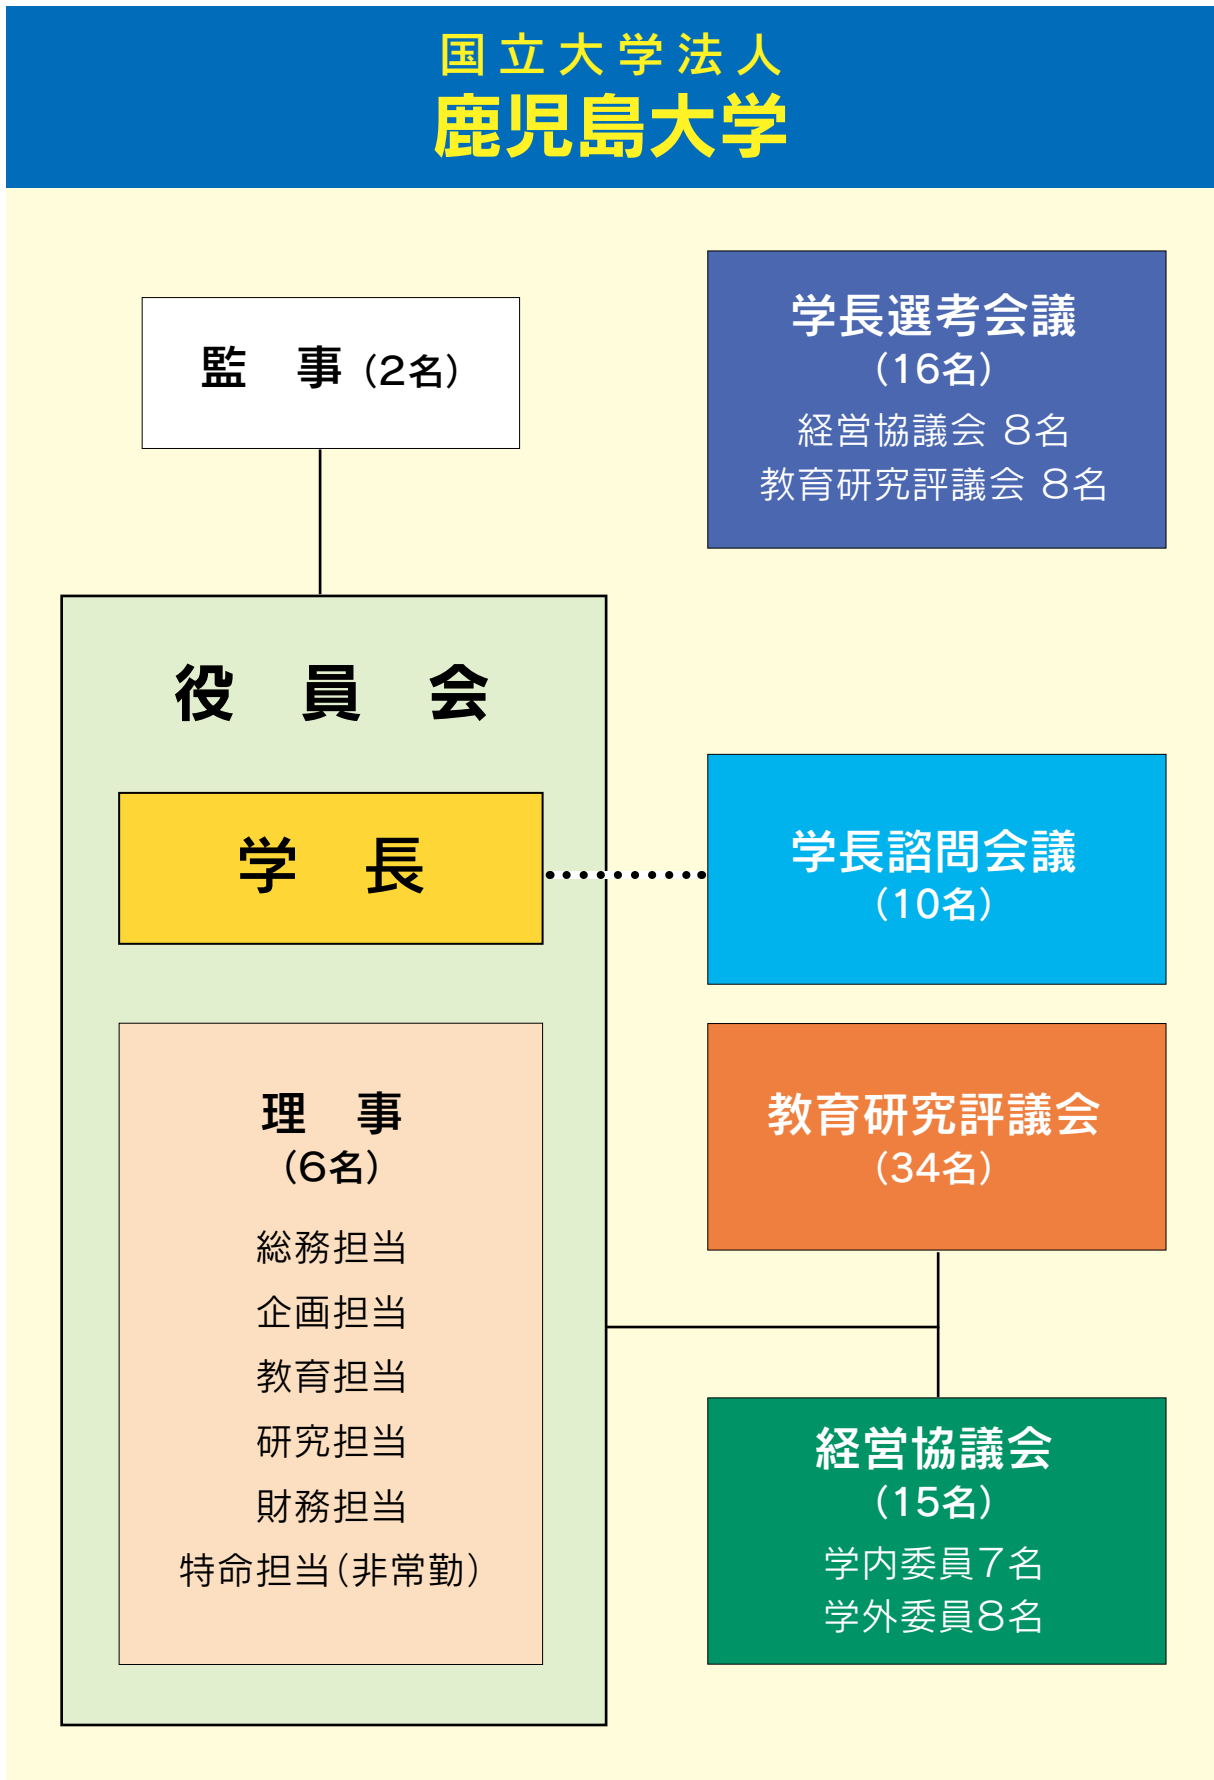 国立大学法人
鹿児島大学
監　事（2名）
学長選考会議
（16名）
経営協議会 8名
教育研究評議会 8名
役　員　会
学　長
学長諮問会議
（10名）
理　事
（6名）
総務担当
企画担当
教育担当
研究担当
財務担当
特命担当（非常勤）
教育研究評議会
（34名）
経営協議会
（15名）
学内委員7名
学外委員8名